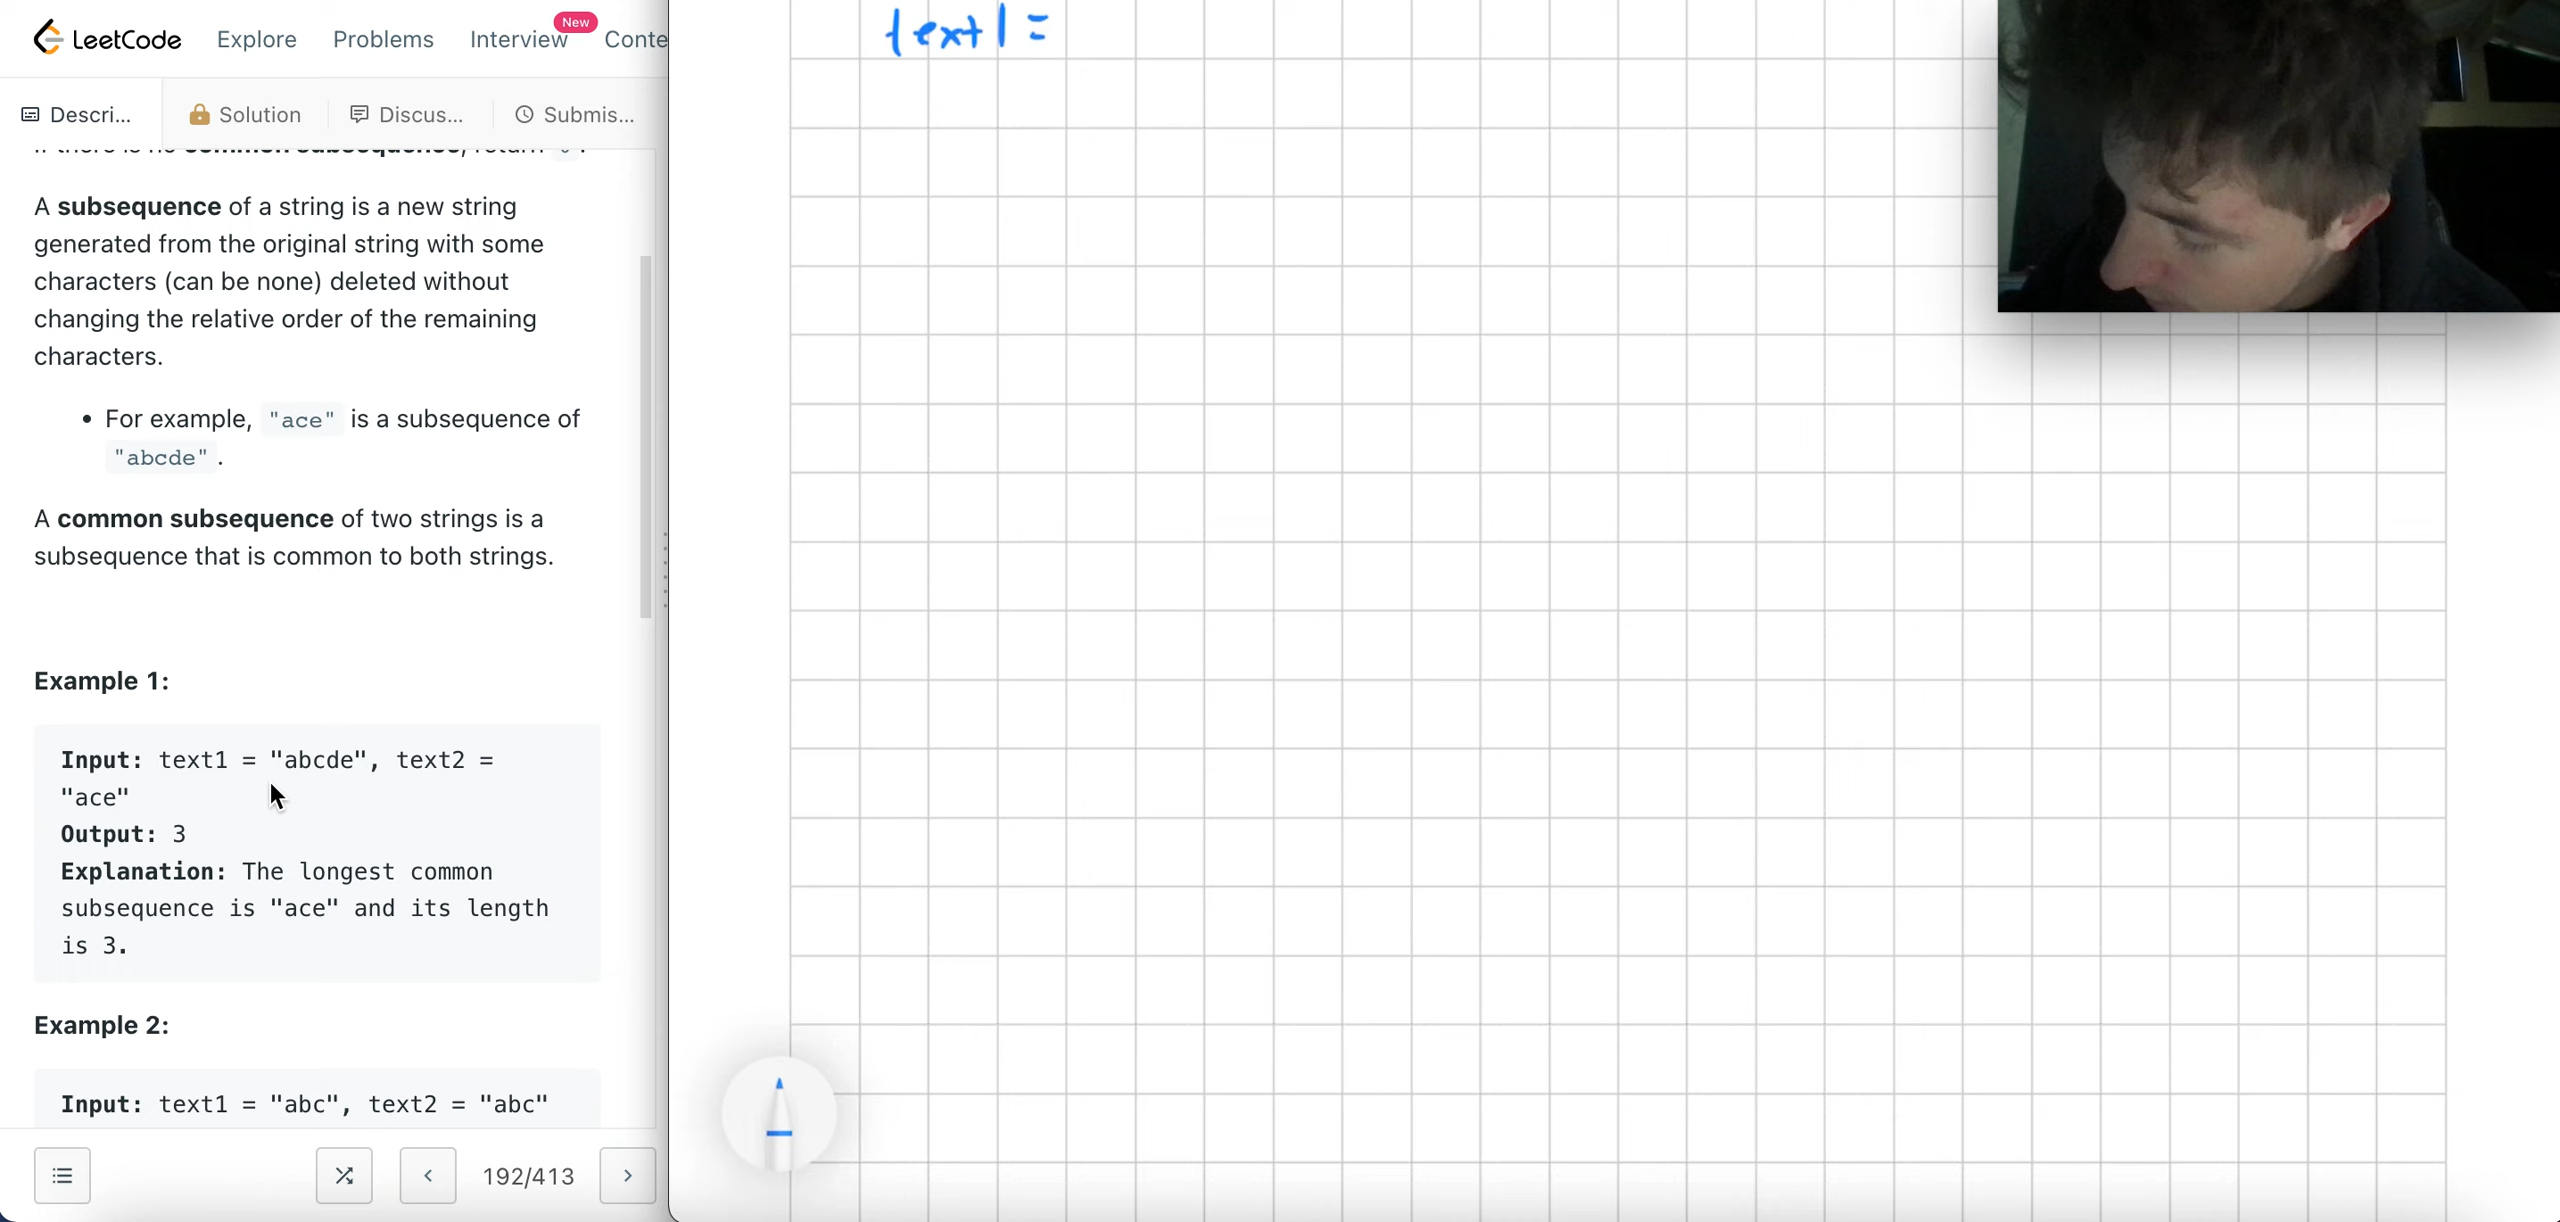 LeetCode Explore Problems Interview New Conte
text1 =
Descri... Solution Discus... Submis...
common subsequence, return
A subsequence of a string is a new string
generated from the original string with some
characters (can be none) deleted without
changing the relative order of the remaining
characters.
• For example, "ace" is a subsequence of
"abcde" .
A common subsequence of two strings is a
subsequence that is common to both strings.
Example 1:
Input: text1 = "abcde", text2 =
"ace"
Output: 3
Explanation: The longest common
subsequence is "ace" and its length
is 3.
Example 2:
Input: text1 = "abc", text2 = "abc"
192/413